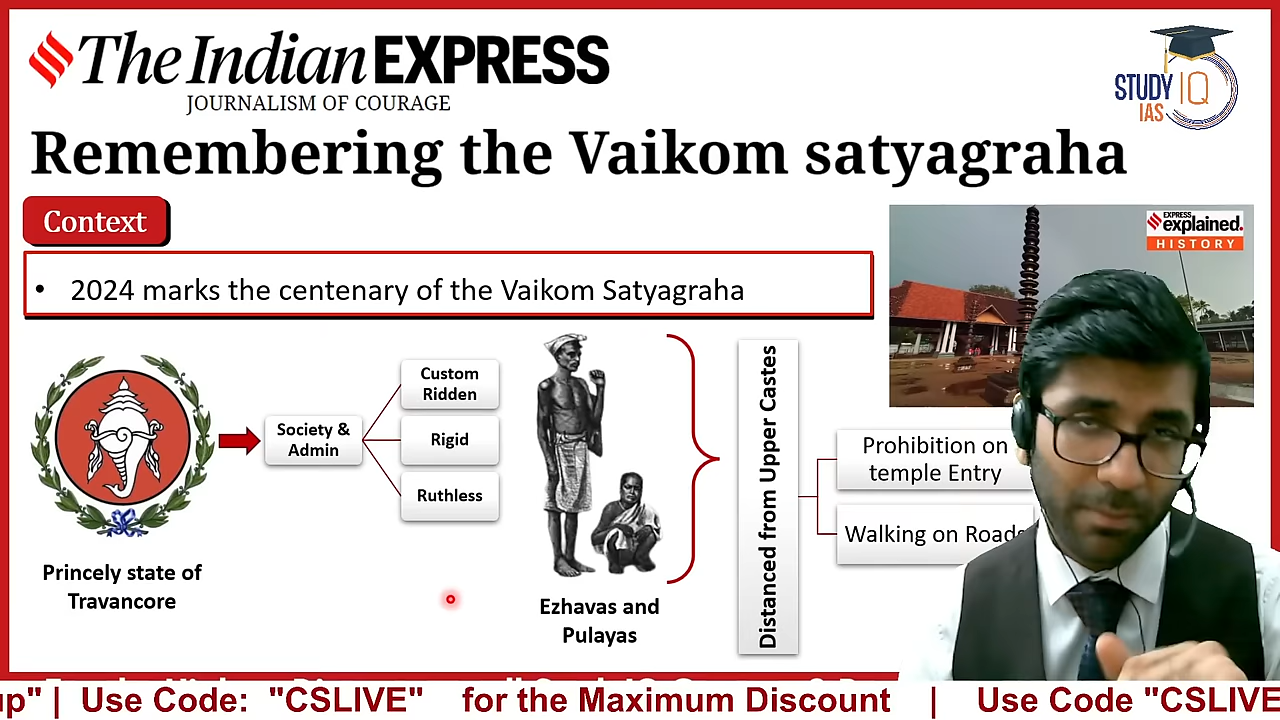 The Indian EXPRESS
JOURNALISM OF COURAGE
STUDY IQ
IAS
Remembering the Vaikom satyagraha
Context
• 2024 marks the centenary of the Vaikom Satyagraha
EXPRESS
explained.
HISTORY
Princely state of
Travancore
Society &
Admin
Custom
Ridden
Rigid
Ruthless
Ezhavas and
Pulayas
Distanced from Upper Castes
Prohibition on
temple Entry
Walking on Roads
up" | Use Code: "CSLIVE" for the Maximum Discount | Use Code "CSLIVE